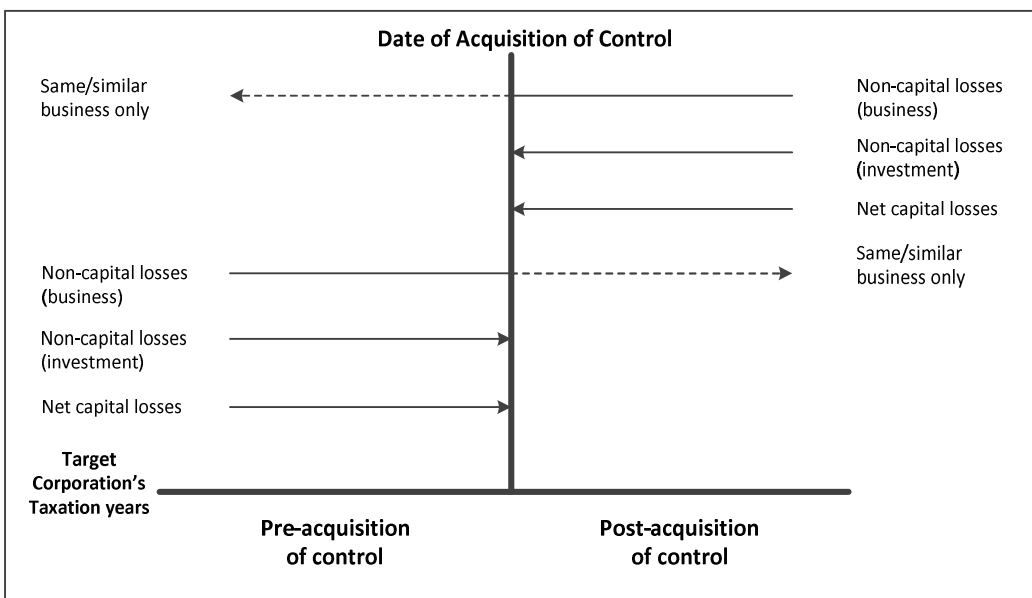 Date of Acquisition of Control
Same/similar
business only
Non-capital losses
(business)
Non-capital losses
(investment)
Net capital losses
Same/similar
business only
Non-capital losses
(business)
Non-capital losses
(investment)
Net capital losses
Target
Corporation's
Taxation years
Pre-acquisition
of control
Post-acquisition
of control